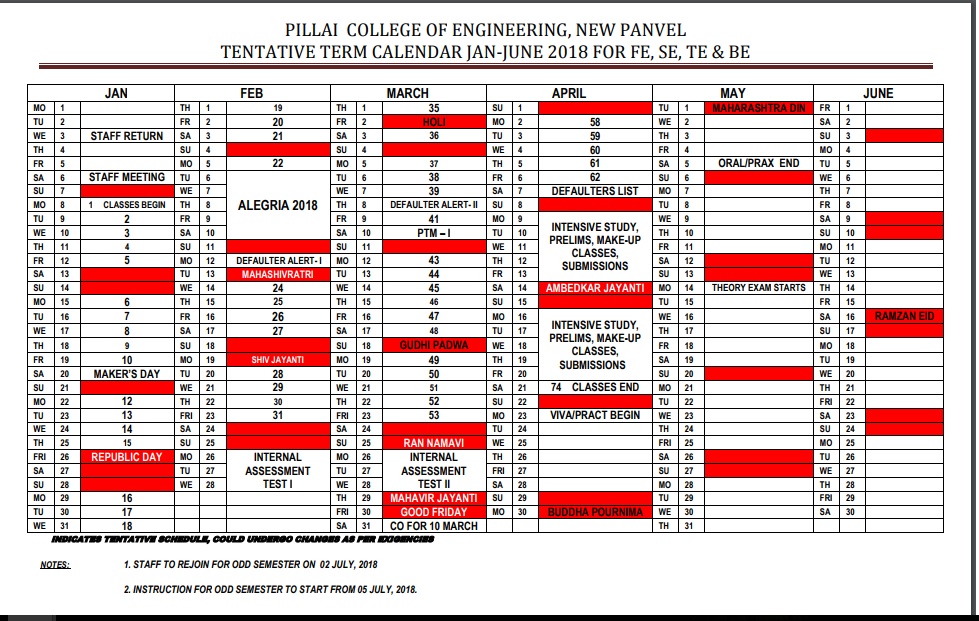 PILLAI COLLEGE OF ENGINEERING, NEW PANVEL
TENTATIVE TERM CALENDAR JAN-JUNE 2018 FOR FE, SE, TE & BE
JAN FEB MARCH APRIL MAY JUNE
MO 1 TH 1 19 TH 1 35 SU 1 TU 1 MAHARASHTRA DIN FR 1
TU 2 FR 2 20 FR 2 HOLI MO 2 58 WE 2 SA 2
WE 3 STAFF RETURN SA 3 21 SA 3 36 TU 3 59 TH 3 SU 3
TH 4 SU 4 SU 4 WE 4 60 FR 4 MO 4
FR 5 MO 5 22 MO 5 37 TH 5 61 SA 5 ORAL/PRAX END TU 5
SA 6 STAFF MEETING TU 6 TU 6 38 FR 6 62 SU 6 WE 6
SU 7 WE 7 WE 7 39 SA 7 DEFAULTERS LIST MO 7 TH 7
MO 8 1 CLASSES BEGIN TH 8 ALEGRIA 2018 TH 8 DEFAULTER ALERT- II SU 8 TU 8 FR 8
TU 9 2 FR 9 FR 9 41 MO 9 INTENSIVE STUDY, WE 9 SA 9
WE 10 3 SA 10 SA 10 PTM – I TU 10 PRELIMS, MAKE-UP TH 10 SU 10
TH 11 4 SU 11 SU 11 WE 11 CLASSES, FR 11 MO 11
FR 12 5 MO 12 DEFAULTER ALERT- I MO 12 43 TH 12 SUBMISSIONS SA 12 TU 12
SA 13 TU 13 MAHASHIVRATRI TU 13 44 FR 13 SU 13 WE 13
SU 14 WE 14 24 WE 14 45 SA 14 AMBEDKAR JAYANTI MO 14 THEORY EXAM STARTS TH 14
MO 15 6 TH 15 25 TH 15 46 SU 15 TU 15 FR 15
TU 16 7 FR 16 26 FR 16 47 MO 16 INTENSIVE STUDY, WE 16 SA 16 RAMZAN EID
WE 17 8 SA 17 27 SA 17 48 TU 17 PRELIMS, MAKE-UP TH 17 SU 17
TH 18 9 SU 18 SU 18 GUDHI PADWA WE 18 CLASSES, FR 18 MO 18
FR 19 10 MO 19 SHIV JAYANTI MO 19 49 TH 19 SUBMISSIONS SA 19 TU 19
SA 20 MAKER'S DAY TU 20 28 TU 20 50 FR 20 SU 20 WE 20
SU 21 WE 21 29 WE 21 51 SA 21 74 CLASSES END MO 21 TH 21
MO 22 12 TH 22 30 TH 22 52 SU 22 TU 22 FRI 22
TU 23 13 FRI 23 31 FRI 23 53 MO 23 VIVA/PRACT BEGIN WE 23 SA 23
WE 24 14 SA 24 SA 24 TU 24 TH 24 SU 24
TH 25 15 SU 25 SU 25 RAN NAMAVI WE 25 FRI 25 MO 25
FRI 26 REPUBLIC DAY MO 26 INTERNAL MO 26 INTERNAL TH 26 SA 26 TU 26
SA 27 TU 27 ASSESSMENT TU 27 ASSESSMENT FRI 27 SU 27 WE 27
SU 28 WE 28 TEST I WE 28 TEST II SA 28 MO 28 TH 28
MO 29 16 TH 29 MAHAVIR JAYANTI SU 29 TU 29 FRI 29
TU 30 17 FRI 30 GOOD FRIDAY MO 30 BUDDHA POURNIMA WE 30 SA 30
WE 31 18 SA 31 CO FOR 10 MARCH TH 31
INDICATES TENTATIVE SCHEDULE, COULD UNDERGO CHANGES AS PER EXIGENCIES
NOTES: 1. STAFF TO REJOIN FOR ODD SEMESTER ON 02 JULY, 2018
2. INSTRUCTION FOR ODD SEMESTER TO START FROM 05 JULY, 2018.